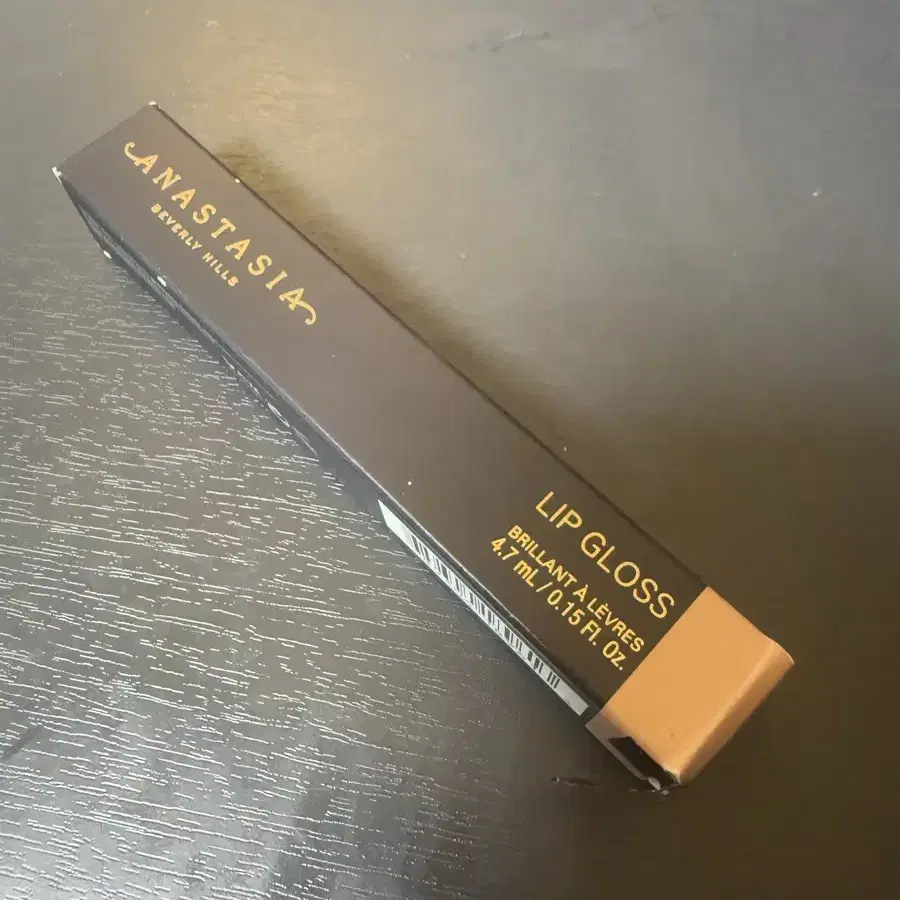 ANASTASIA
BEVERLY HILLS
LIP GLOSS
BRILLANT À LÈVRES
4.7 mL / 0.15 Fl. Oz.